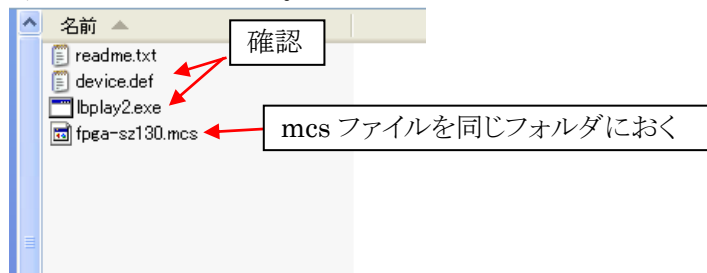 名前
確認
readme.txt
device.def
lbplay2.exe
fpga-sz130.mcs
mcs ファイルを同じフォルダにおく